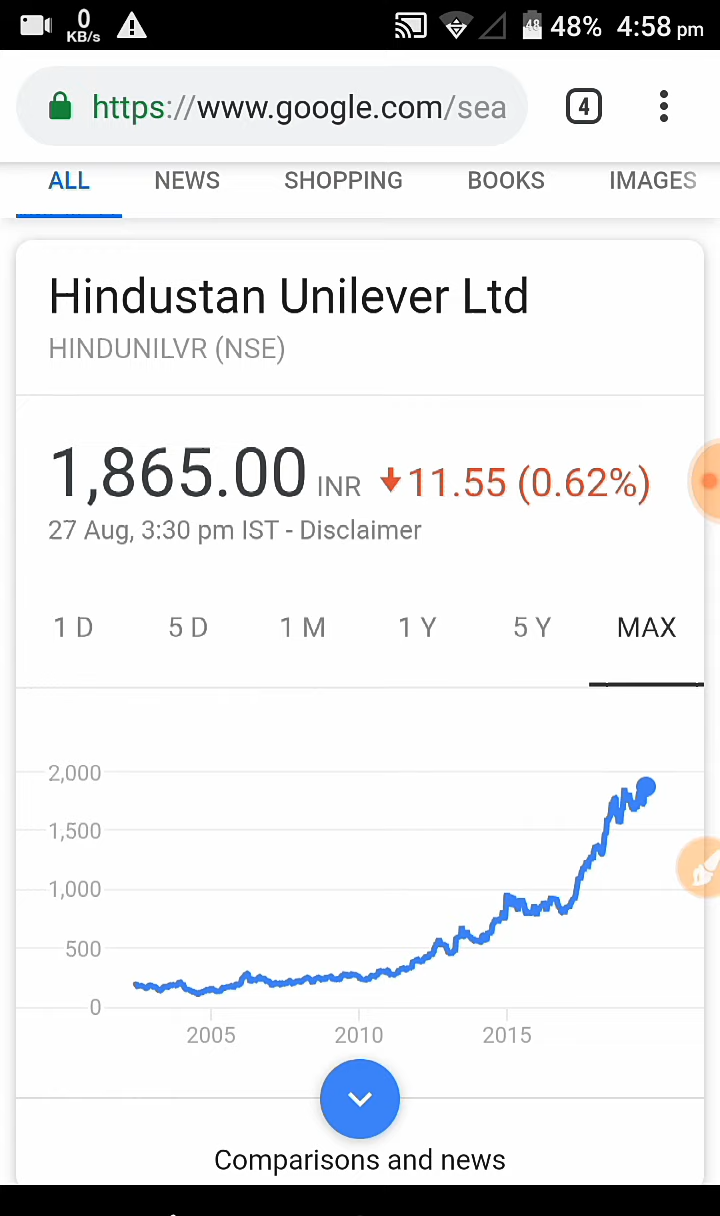 0
KB/s
48
48% 4:58 pm
https://www.google.com/sea
4
ALL NEWS SHOPPING BOOKS IMAGES
Hindustan Unilever Ltd
HINDUNILVR (NSE)
1,865.00 INR 11.55 (0.62%)
27 Aug, 3:30 pm IST - Disclaimer
1 D 5 D 1 M 1 Y 5 Y MAX
2,000
1,500
1,000
500
0
2005 2010 2015
Comparisons and news